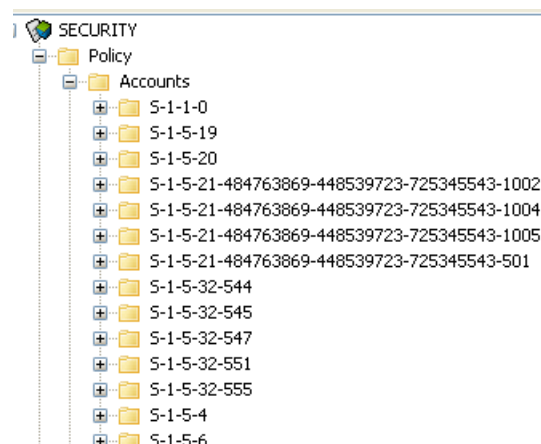 SECURITY
Policy
Accounts
S-1-1-0
S-1-5-19
S-1-5-20
S-1-5-21-484763869-448539723-725345543-1002
S-1-5-21-484763869-448539723-725345543-1004
S-1-5-21-484763869-448539723-725345543-1005
S-1-5-21-484763869-448539723-725345543-501
S-1-5-32-544
S-1-5-32-545
S-1-5-32-547
S-1-5-32-551
S-1-5-32-555
S-1-5-4
S-1-5-6